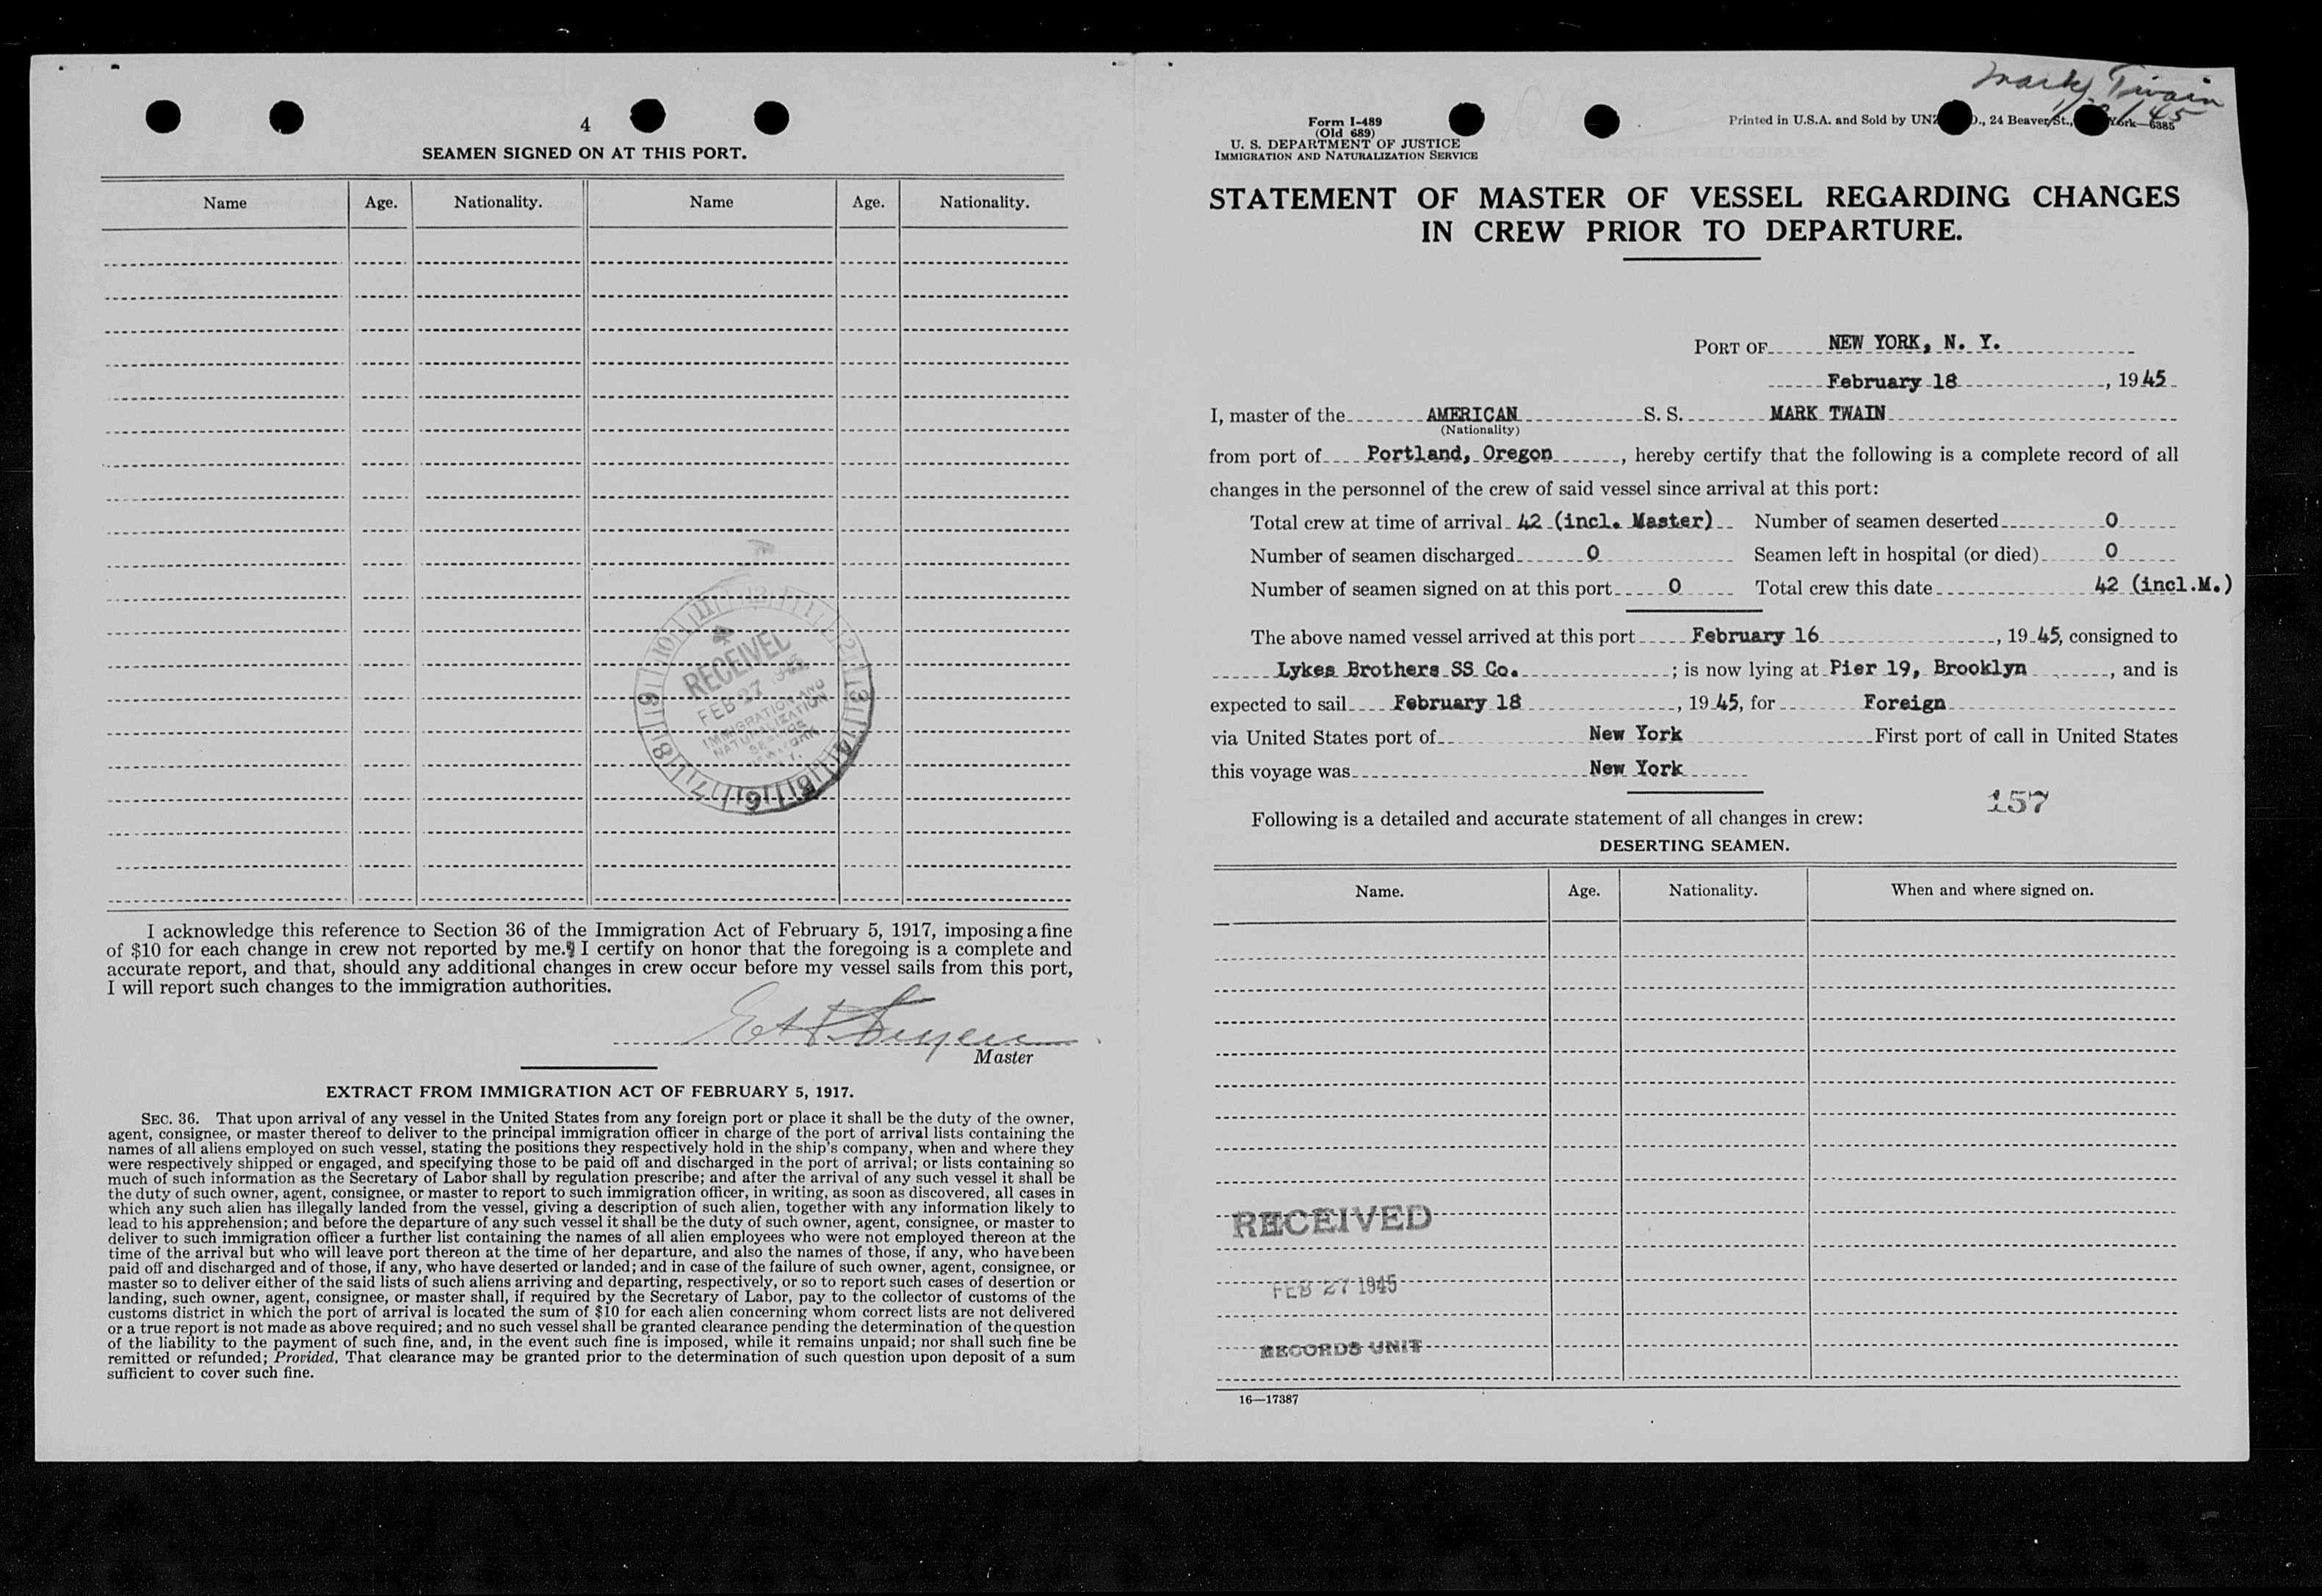 4
SEAMEN SIGNED ON AT THIS PORT.
Name Age. Nationality. Name Age. Nationality.
RECEIVED
FEB 27 1945
IMMIGRATION AND
NATURALIZATION
SERVICE
I acknowledge this reference to Section 36 of the Immigration Act of February 5, 1917, imposing a fine
of $10 for each change in crew not reported by me. I certify on honor that the foregoing is a complete and
accurate report, and that, should any additional changes in crew occur before my vessel sails from this port,
I will report such changes to the immigration authorities.
Master
EXTRACT FROM IMMIGRATION ACT OF FEBRUARY 5, 1917.
SEC. 36. That upon arrival of any vessel in the United States from any foreign port or place it shall be the duty of the owner,
agent, consignee, or master thereof to deliver to the principal immigration officer in charge of the port of arrival lists containing the
names of all aliens employed on such vessel, stating the positions they respectively hold in the ship's company, when and where they
were respectively shipped or engaged, and specifying those to be paid off and discharged in the port of arrival; or lists containing so
much of such information as the Secretary of Labor shall by regulation prescribe; and after the arrival of any such vessel it shall be
the duty of such owner, agent, consignee, or master to report to such immigration officer, in writing, as soon as discovered, all cases in
which any such alien has illegally landed from the vessel, giving a description of such alien, together with any information likely to
lead to his apprehension; and before the departure of any such vessel it shall be the duty of such owner, agent, consignee, or master to
deliver to such immigration officer a further list containing the names of all alien employees who were not employed thereon at the
time of the arrival but who will leave port thereon at the time of her departure, and also the names of those, if any, who have been
paid off and discharged and of those, if any, who have deserted or landed; and in case of the failure of such owner, agent, consignee, or
master so to deliver either of the said lists of such aliens arriving and departing, respectively, or so to report such cases of desertion or
landing, such owner, agent, consignee, or master shall, if required by the Secretary of Labor, pay to the collector of customs of the
customs district in which the port of arrival is located the sum of $10 for each alien concerning whom correct lists are not delivered
or a true report is not made as above required; and no such vessel shall be granted clearance pending the determination of the question
of the liability to the payment of such fine, and, in the event such fine is imposed, while it remains unpaid; nor shall such fine be
remitted or refunded; Provided, That clearance may be granted prior to the determination of such question upon deposit of a sum
sufficient to cover such fine.
Mark Twain
Form I-489
(Old 689)
U. S. DEPARTMENT OF JUSTICE
IMMIGRATION AND NATURALIZATION SERVICE
Printed in U.S.A. and Sold by UNZ 24 Beaver St., York—6385
STATEMENT OF MASTER OF VESSEL REGARDING CHANGES
IN CREW PRIOR TO DEPARTURE.
PORT OF NEW YORK, N. Y.
February 18, 1945
I, master of the AMERICAN S. S. MARK TWAIN
(Nationality)
from port of Portland, Oregon, hereby certify that the following is a complete record of all
changes in the personnel of the crew of said vessel since arrival at this port:
Total crew at time of arrival 42 (incl. Master) Number of seamen deserted 0
Number of seamen discharged 0 Seamen left in hospital (or died) 0
Number of seamen signed on at this port 0 Total crew this date 42 (incl.M.)
The above named vessel arrived at this port February 16, 1945, consigned to
Lykes Brothers SS Co.; is now lying at Pier 19, Brooklyn, and is
expected to sail February 18, 1945, for Foreign
via United States port of New York First port of call in United States
this voyage was New York
157
Following is a detailed and accurate statement of all changes in crew:
DESERTING SEAMEN.
Name. Age. Nationality. When and where signed on.
RECEIVED
FEB 27 1945
RECORDS UNIT
16—17387